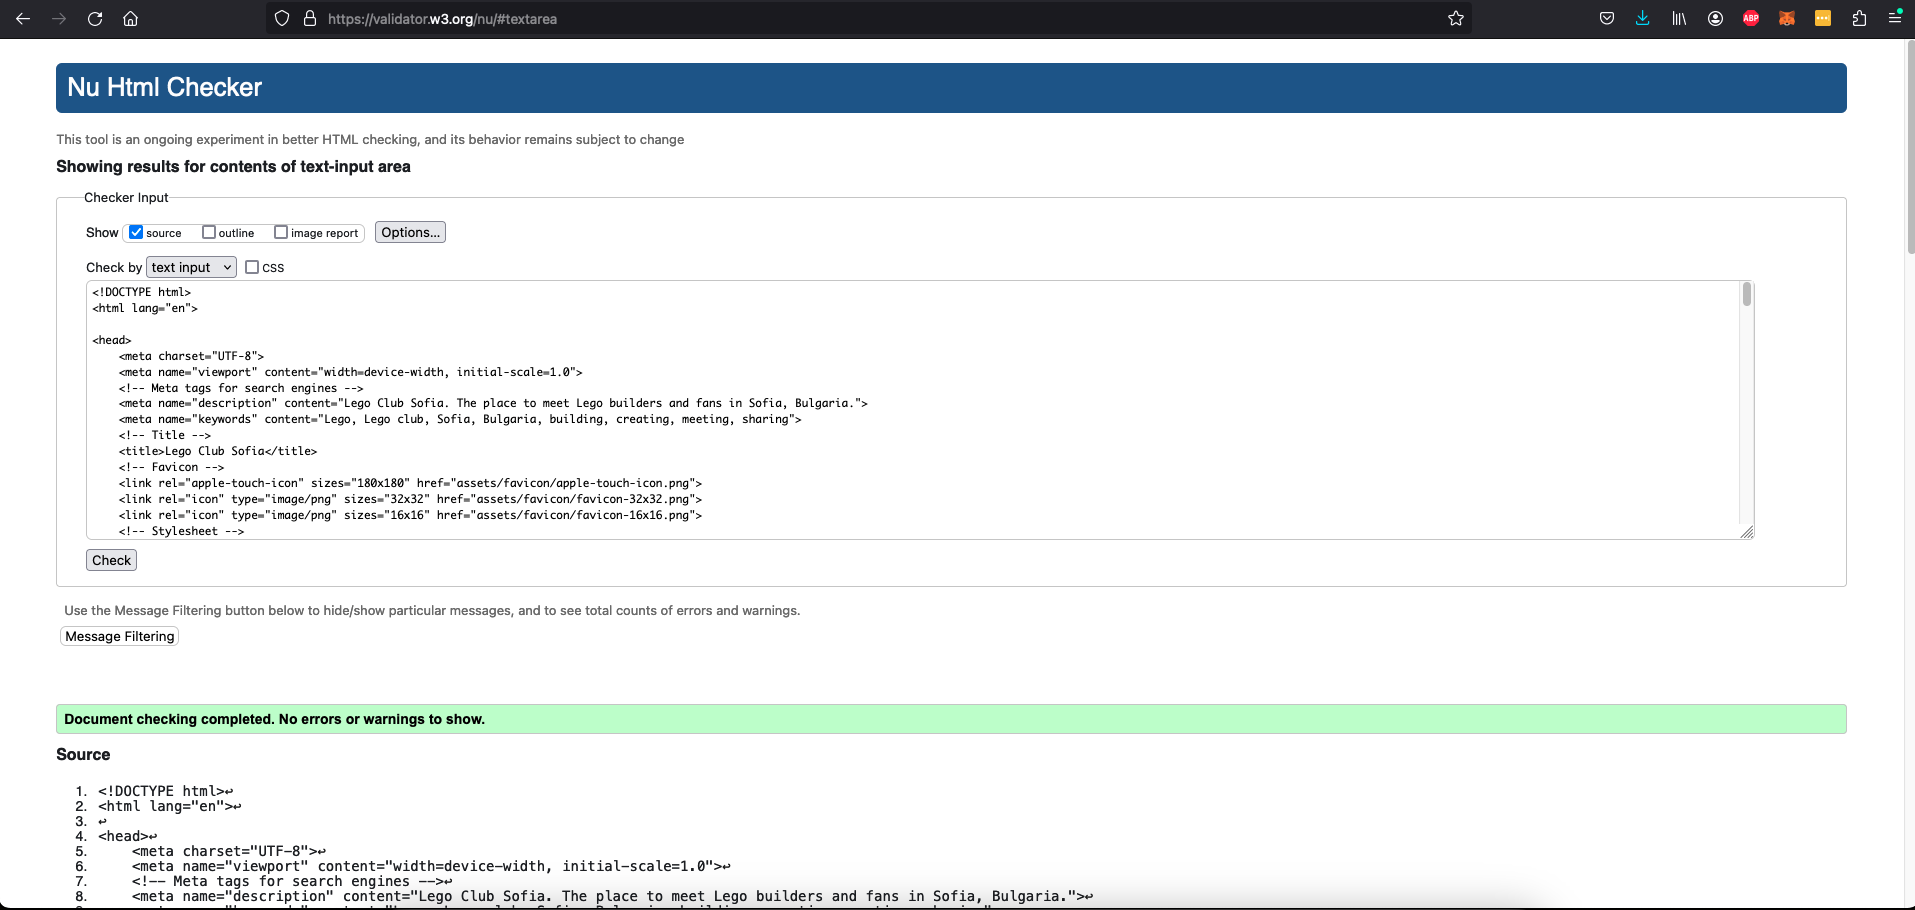 https://validator.w3.org/nu/#textarea
ABP
Nu Html Checker
This tool is an ongoing experiment in better HTML checking, and its behavior remains subject to change
Showing results for contents of text-input area
Checker Input
Show source outline image report Options...
Check by text input CSS
<!DOCTYPE html>
<html lang="en">
<head>
<meta charset="UTF-8">
<meta name="viewport" content="width=device-width, initial-scale=1.0">
<!-- Meta tags for search engines -->
<meta name="description" content="Lego Club Sofia. The place to meet Lego builders and fans in Sofia, Bulgaria.">
<meta name="keywords" content="Lego, Lego club, Sofia, Bulgaria, building, creating, meeting, sharing">
<!-- Title -->
<title>Lego Club Sofia</title>
<!-- Favicon -->
<link rel="apple-touch-icon" sizes="180x180" href="assets/favicon/apple-touch-icon.png">
<link rel="icon" type="image/png" sizes="32x32" href="assets/favicon/favicon-32x32.png">
<link rel="icon" type="image/png" sizes="16x16" href="assets/favicon/favicon-16x16.png">
<!-- Stylesheet -->
Check
Use the Message Filtering button below to hide/show particular messages, and to see total counts of errors and warnings.
Message Filtering
Document checking completed. No errors or warnings to show.
Source
1. <!DOCTYPE html>↩
2. <html lang="en">↩
3. ↩
4. <head>↩
5. <meta charset="UTF-8">↩
6. <meta name="viewport" content="width=device-width, initial-scale=1.0">↩
7. <!-- Meta tags for search engines -->↩
8. <meta name="description" content="Lego Club Sofia. The place to meet Lego builders and fans in Sofia, Bulgaria.">↩